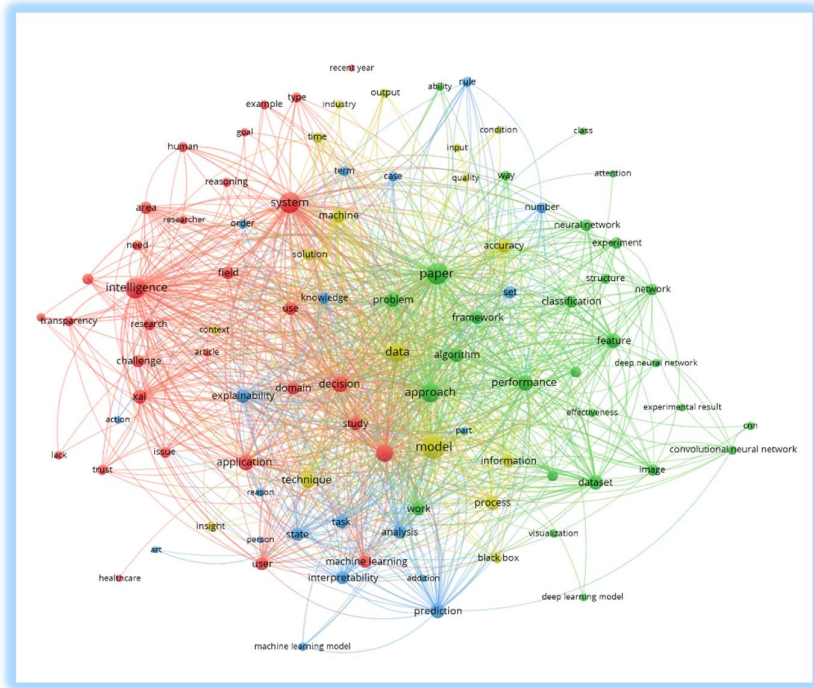 recent year
rule
type
output
ability
example
industry
goal
time
condition
class
human
input
term
case
quality
way
attention
reasoning
system
area
researcher
order
machine
number
neural network
need
solution
accuracy
experiment
field
paper
structure
intelligence
knowledge
problem
set
classification
network
use
transparency
research
context
framework
feature
article
data
algorithm
challenge
deep neural network
xai
explainability
domain
decision
approach
performance
action
study
part
effectiveness
experimental result
cnn
lack
issue
model
convolutional neural network
trust
application
technique
information
image
dataset
reason
work
process
insight
state
task
analysis
person
visualization
art
user
machine learning
black box
healthcare
interpretability
addition
deep learning model
prediction
machine learning model